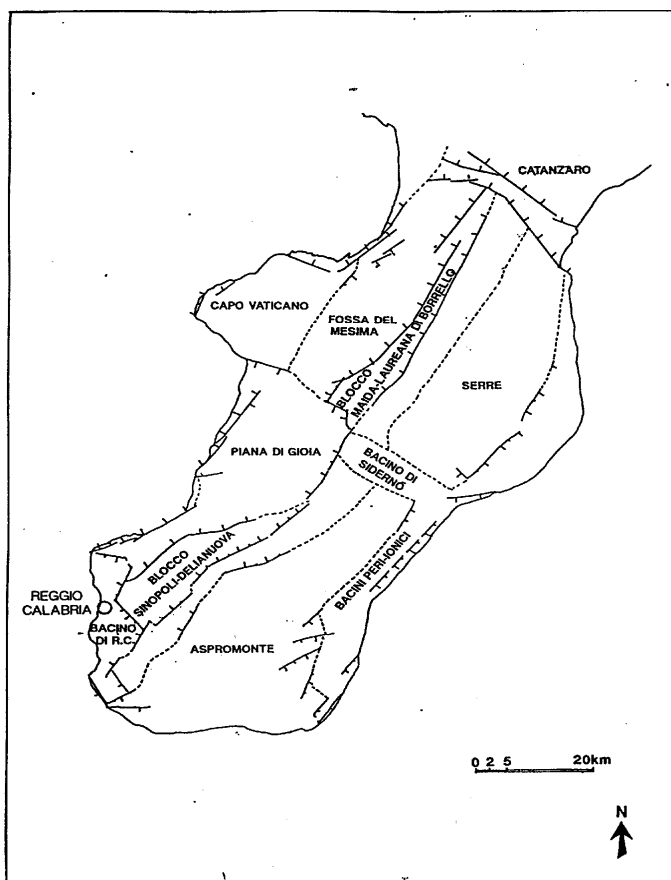 CATANZARO
CAPO VATICANO
FOSSA DEL
MESIMA
BLOCCO
MAIDA-LAUREANA DI BORRELLO
SERRE
PIANA DI GIOIA
BACINO DI
SIDERNO
BLOCCO
SINOPOLI-DELIANUOVA
BACINI PERI-IONICI
REGGIO
CALABRIA
BACINO
DI R.C.
ASPROMONTE
0 2 5 20km
N